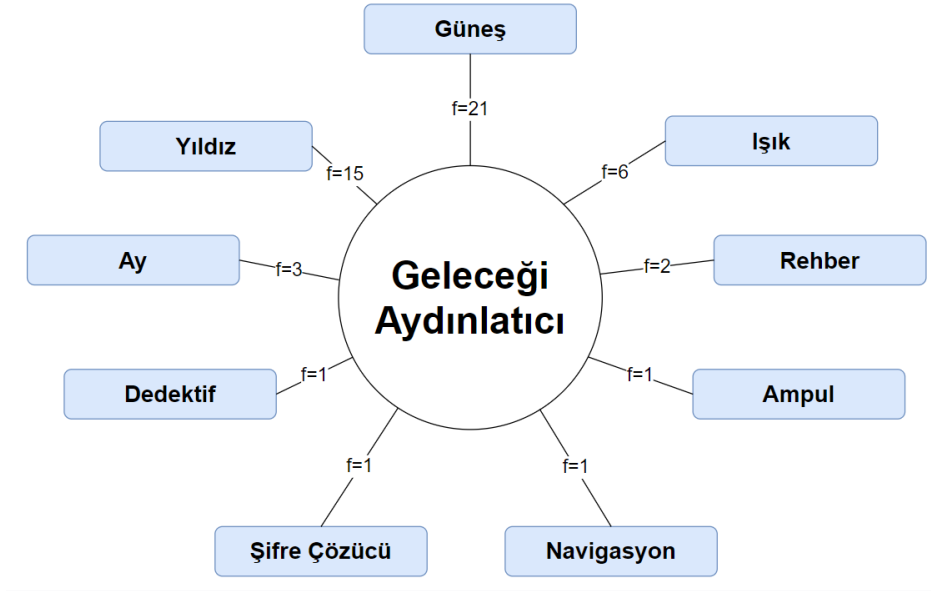 Güneş
f=21
Yıldız
f=15
Işık
f=6
Ay
f=3
Geleceği
Aydınlatıcı
Rehber
f=2
Dedektif
f=1
Ampul
f=1
Şifre Çözücü
f=1
Navigasyon
f=1